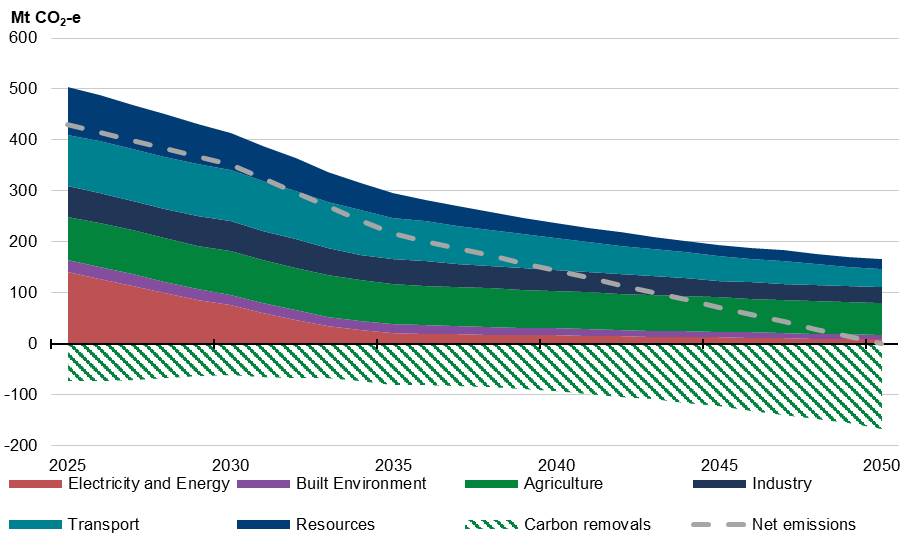 Mt CO₂-e
600
500
400
300
200
100
0
-100
-200
2025 2030 2035 2040 2045 2050
Electricity and Energy Built Environment Agriculture Industry
Transport Resources Carbon removals Net emissions